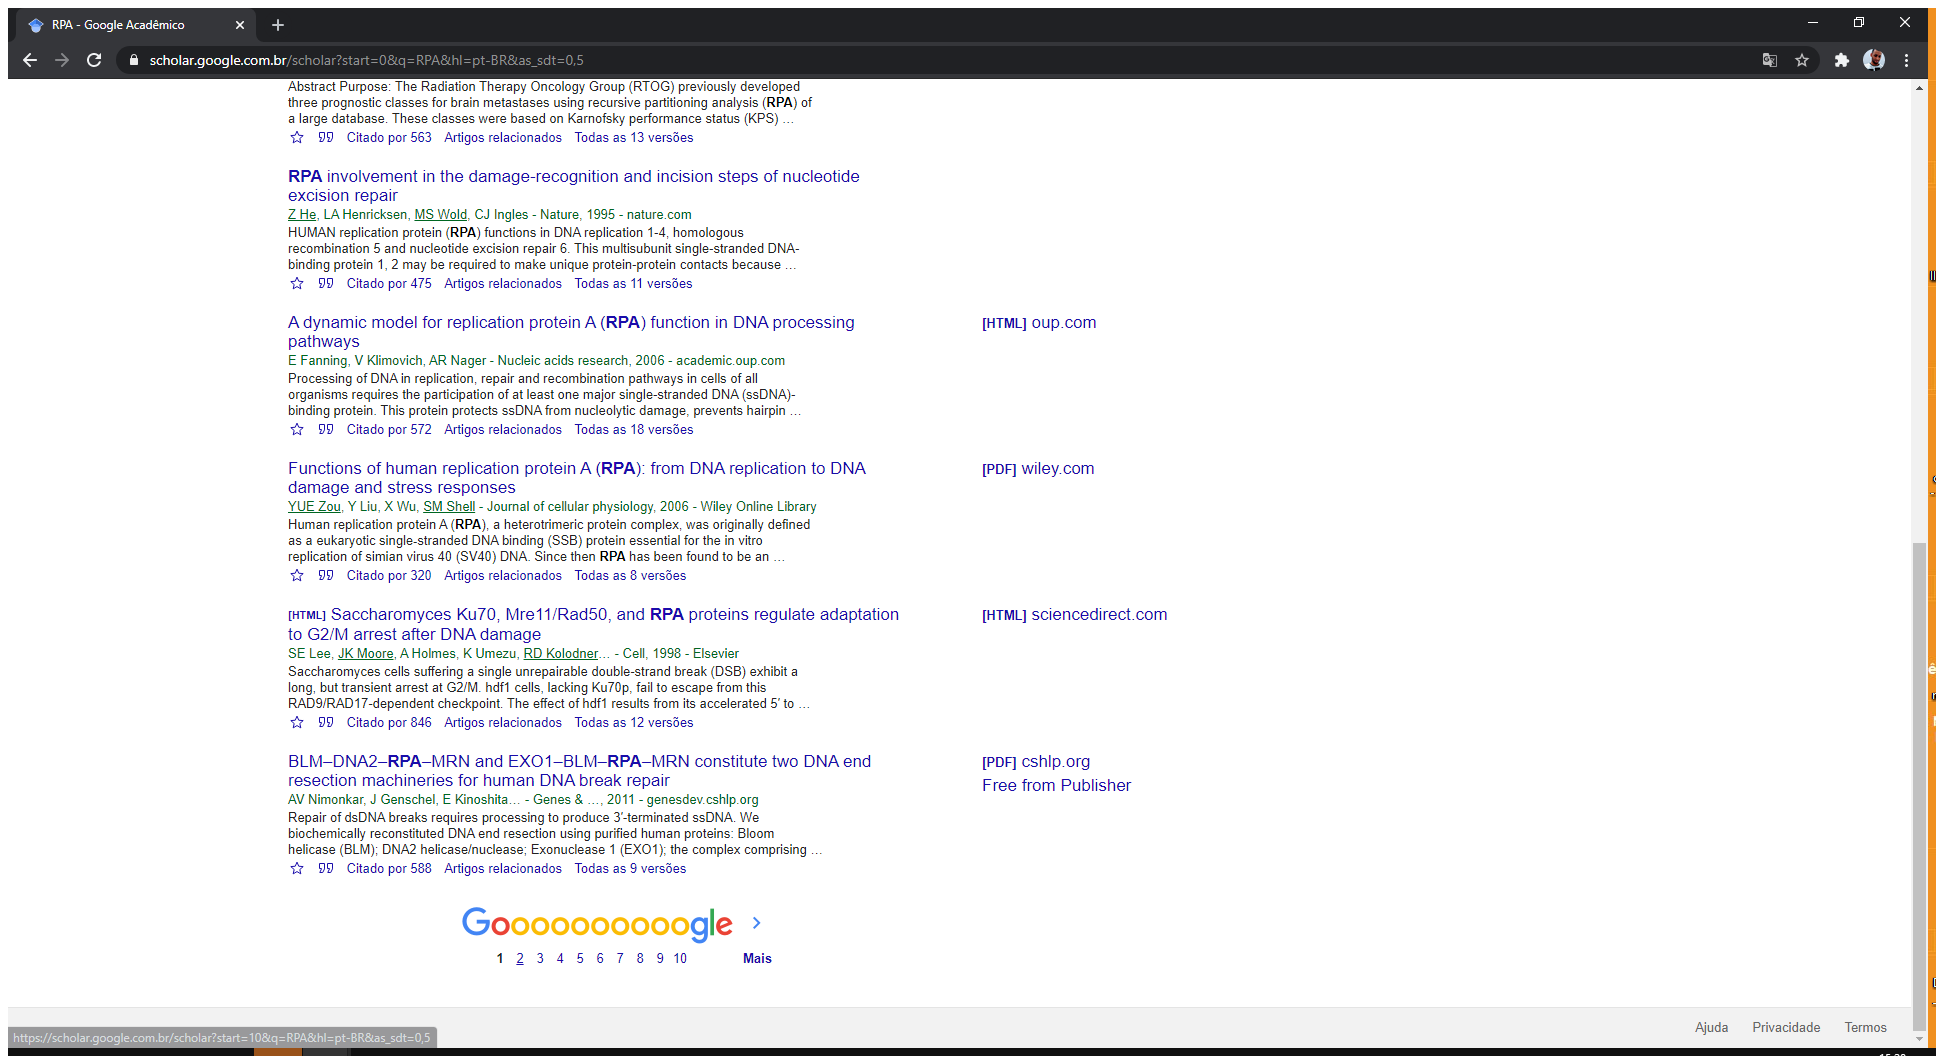 RPA - Google Acadêmico
scholar.google.com.br/scholar?start=0&q=RPA&hl=pt-BR&as_sdt=0,5
Abstract Purpose: The Radiation Therapy Oncology Group (RTOG) previously developed
three prognostic classes for brain metastases using recursive partitioning analysis (RPA) of
a large database. These classes were based on Karnofsky performance status (KPS) …
Citado por 563 Artigos relacionados Todas as 13 versões
RPA involvement in the damage-recognition and incision steps of nucleotide
excision repair
Z He, LA Henricksen, MS Wold, CJ Ingles - Nature, 1995 - nature.com
HUMAN replication protein (RPA) functions in DNA replication 1-4, homologous
recombination 5 and nucleotide excision repair 6. This multisubunit single-stranded DNA-
binding protein 1, 2 may be required to make unique protein-protein contacts because …
Citado por 475 Artigos relacionados Todas as 11 versões
A dynamic model for replication protein A (RPA) function in DNA processing
pathways
[HTML] oup.com
E Fanning, V Klimovich, AR Nager - Nucleic acids research, 2006 - academic.oup.com
Processing of DNA in replication, repair and recombination pathways in cells of all
organisms requires the participation of at least one major single-stranded DNA (ssDNA)-
binding protein. This protein protects ssDNA from nucleolytic damage, prevents hairpin …
Citado por 572 Artigos relacionados Todas as 18 versões
Functions of human replication protein A (RPA): from DNA replication to DNA
damage and stress responses
[PDF] wiley.com
YUE Zou, Y Liu, X Wu, SM Shell - Journal of cellular physiology, 2006 - Wiley Online Library
Human replication protein A (RPA), a heterotrimeric protein complex, was originally defined
as a eukaryotic single-stranded DNA binding (SSB) protein essential for the in vitro
replication of simian virus 40 (SV40) DNA. Since then RPA has been found to be an …
Citado por 320 Artigos relacionados Todas as 8 versões
[HTML] Saccharomyces Ku70, Mre11/Rad50, and RPA proteins regulate adaptation
to G2/M arrest after DNA damage
[HTML] sciencedirect.com
SE Lee, JK Moore, A Holmes, K Umezu, RD Kolodner… - Cell, 1998 - Elsevier
Saccharomyces cells suffering a single unrepairable double-strand break (DSB) exhibit a
long, but transient arrest at G2/M. hdf1 cells, lacking Ku70p, fail to escape from this
RAD9/RAD17-dependent checkpoint. The effect of hdf1 results from its accelerated 5′ to …
Citado por 846 Artigos relacionados Todas as 12 versões
BLM–DNA2–RPA–MRN and EXO1–BLM–RPA–MRN constitute two DNA end
resection machineries for human DNA break repair
[PDF] cshlp.org
Free from Publisher
AV Nimonkar, J Genschel, E Kinoshita… - Genes & …, 2011 - genesdev.cshlp.org
Repair of dsDNA breaks requires processing to produce 3′-terminated ssDNA. We
biochemically reconstituted DNA end resection using purified human proteins: Bloom
helicase (BLM); DNA2 helicase/nuclease; Exonuclease 1 (EXO1); the complex comprising …
Citado por 588 Artigos relacionados Todas as 9 versões
Goooooooooogle
1 2 3 4 5 6 7 8 9 10 Mais
Ajuda Privacidade Termos
https://scholar.google.com.br/scholar?start=10&q=RPA&hl=pt-BR&as_sdt=0,5